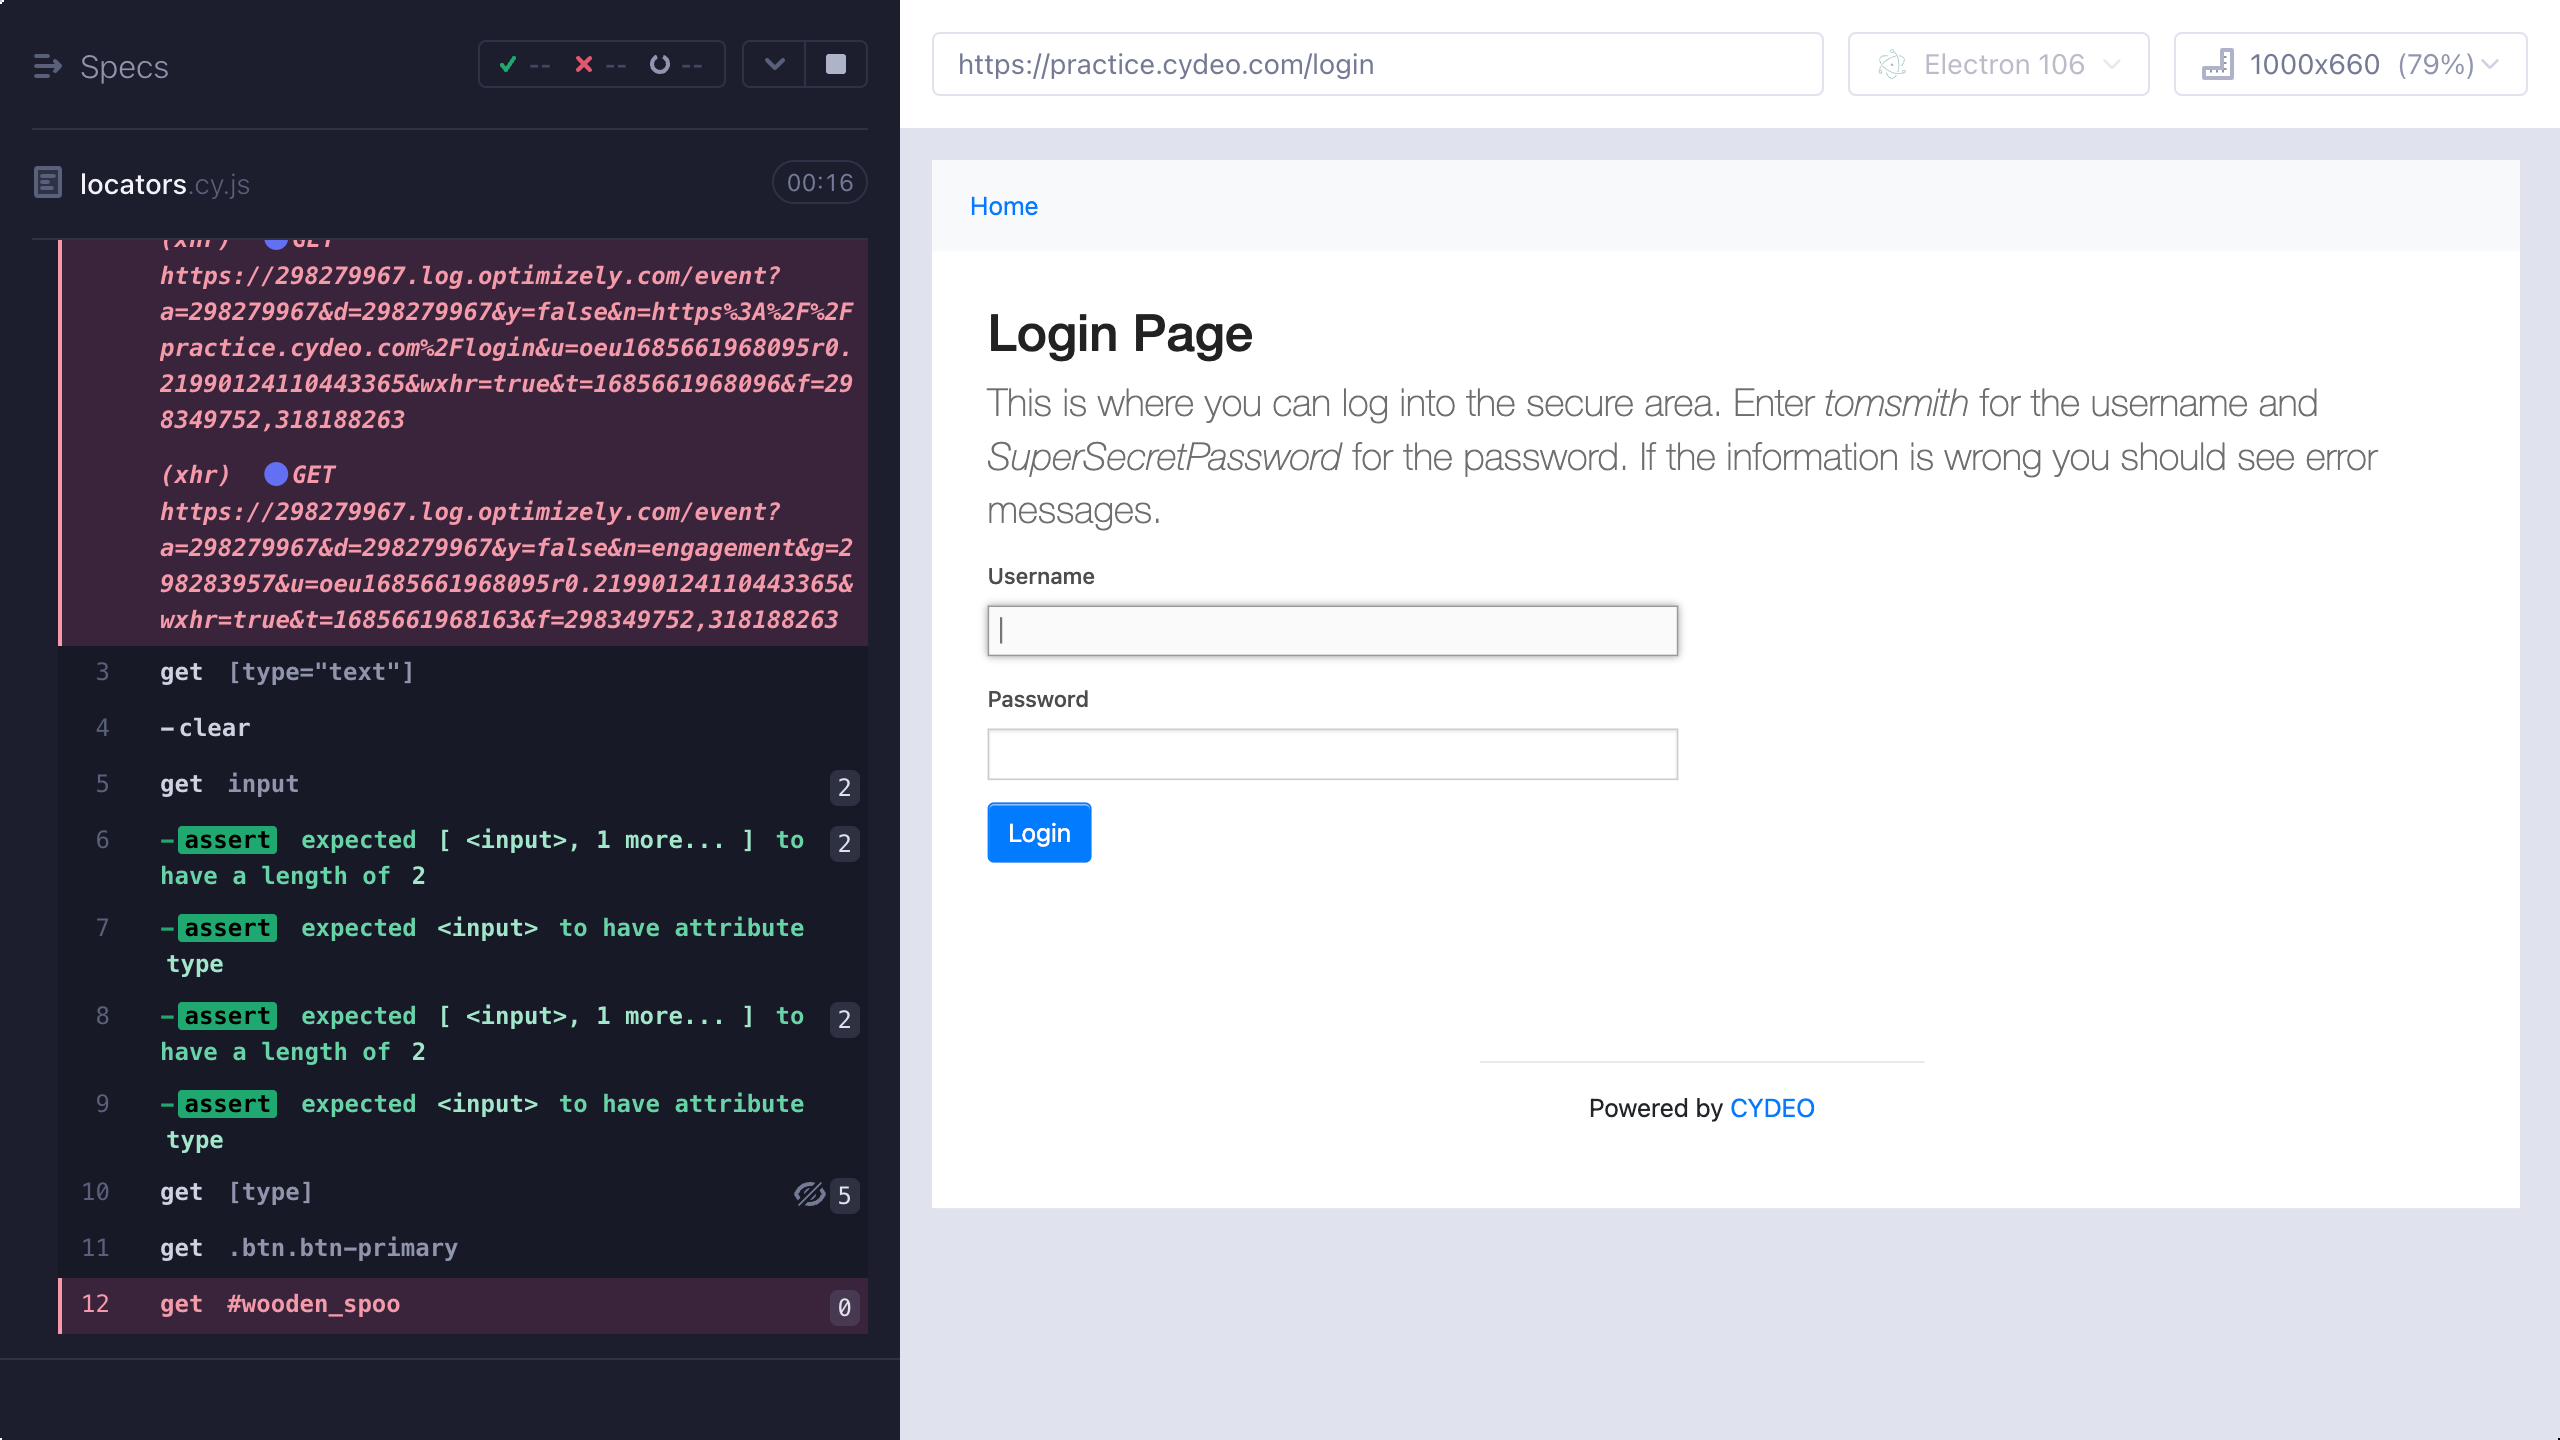 Specs
-- -- --
locators.cy.js
00:16
(xhr) GET
https://298279967.log.optimizely.com/event?
a=298279967&d=298279967&y=false&n=https%3A%2F%2F
practice.cydeo.com%2Flogin&u=oeu1685661968095r0.
21990124110443365&wxhr=true&t=1685661968096&f=29
8349752,318188263
(xhr) GET
https://298279967.log.optimizely.com/event?
a=298279967&d=298279967&y=false&n=engagement&g=2
98283957&u=oeu1685661968095r0.21990124110443365&
wxhr=true&t=1685661968163&f=298349752,318188263
3 get [type="text"]
4 -clear
5 get input 2
6 -assert expected [ <input>, 1 more... ] to 2
have a length of 2
7 -assert expected <input> to have attribute
type
8 -assert expected [ <input>, 1 more... ] to 2
have a length of 2
9 -assert expected <input> to have attribute
type
10 get [type] 5
11 get .btn.btn-primary
12 get #wooden_spoo 0
https://practice.cydeo.com/login
Electron 106
1000x660 (79%)
Home
Login Page
This is where you can log into the secure area. Enter tomsmith for the username and
SuperSecretPassword for the password. If the information is wrong you should see error
messages.
Username
Password
Login
Powered by CYDEO